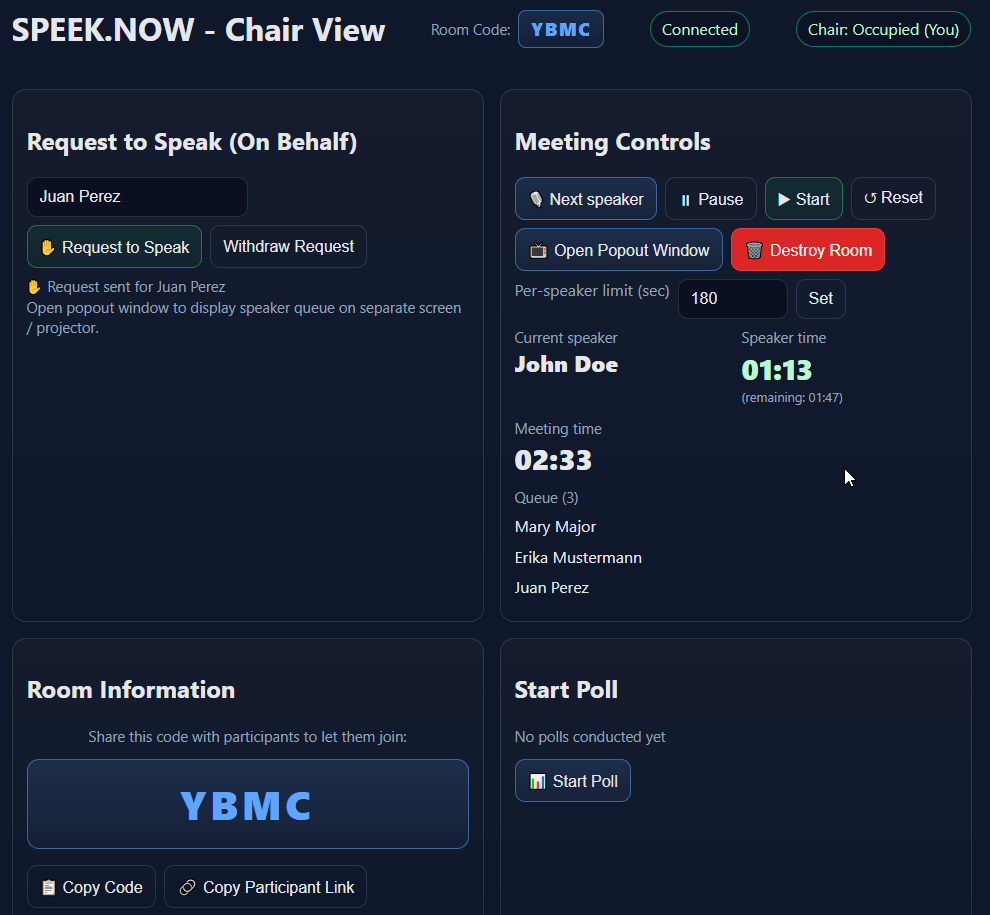 SPEEK.NOW - Chair View
Room Code: YBMC
Connected
Chair: Occupied (You)
Request to Speak (On Behalf)
Juan Perez
✋ Request to Speak
Withdraw Request
✋ Request sent for Juan Perez
Open popout window to display speaker queue on separate screen
/ projector.
Meeting Controls
🎙 Next speaker
⏸ Pause
▶ Start
↺ Reset
📺 Open Popout Window
🗑 Destroy Room
Per-speaker limit (sec)
180
Set
Current speaker
John Doe
Speaker time
01:13
(remaining: 01:47)
Meeting time
02:33
Queue (3)
Mary Major
Erika Mustermann
Juan Perez
Room Information
Share this code with participants to let them join:
YBMC
📋 Copy Code
🔗 Copy Participant Link
Start Poll
No polls conducted yet
📊 Start Poll